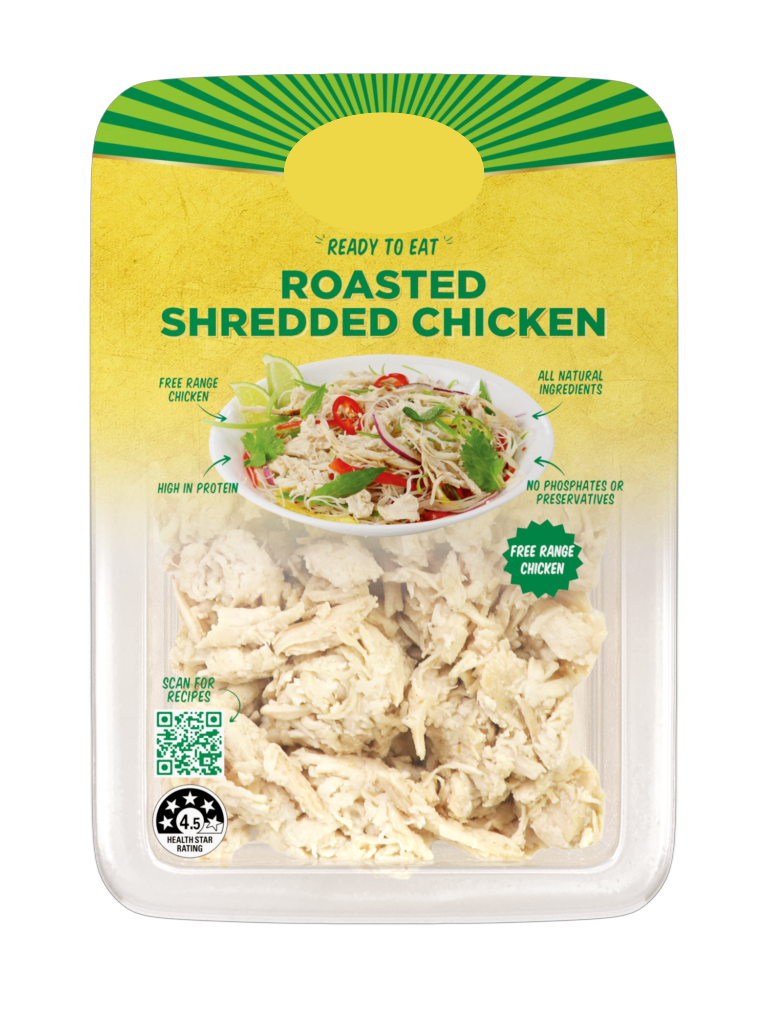 READY TO EAT
ROASTED
SHREDDED CHICKEN
FREE RANGE
CHICKEN
ALL NATURAL
INGREDIENTS
HIGH IN PROTEIN
NO PHOSPHATES OR
PRESERVATIVES
FREE RANGE
CHICKEN
SCAN FOR
RECIPES
4.5
HEALTH STAR
RATING